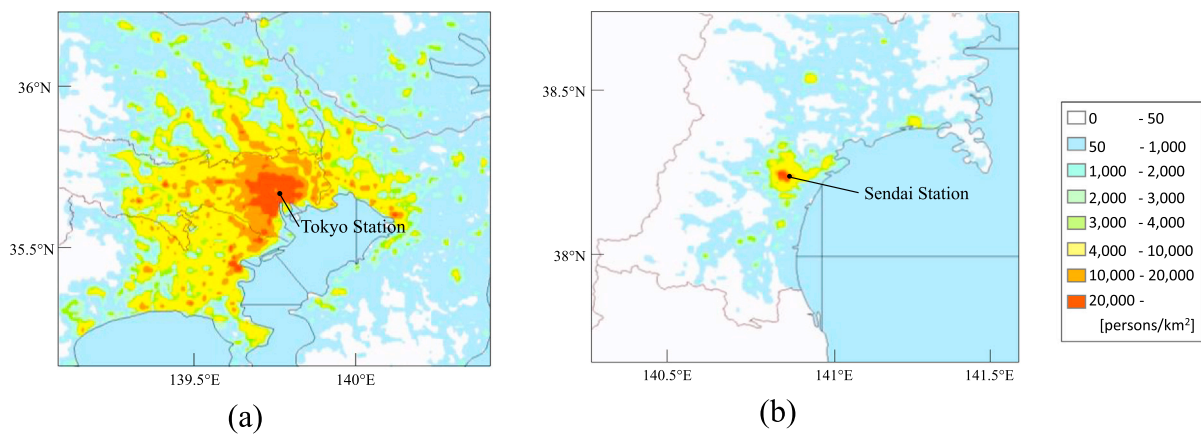 36°N
35.5°N
Tokyo Station
139.5°E
140°E
(a)
38.5°N
38°N
Sendai Station
140.5°E
141°E
141.5°E
(b)
0 - 50
50 - 1,000
1,000 - 2,000
2,000 - 3,000
3,000 - 4,000
4,000 - 10,000
10,000 - 20,000
20,000 -
[persons/km²]